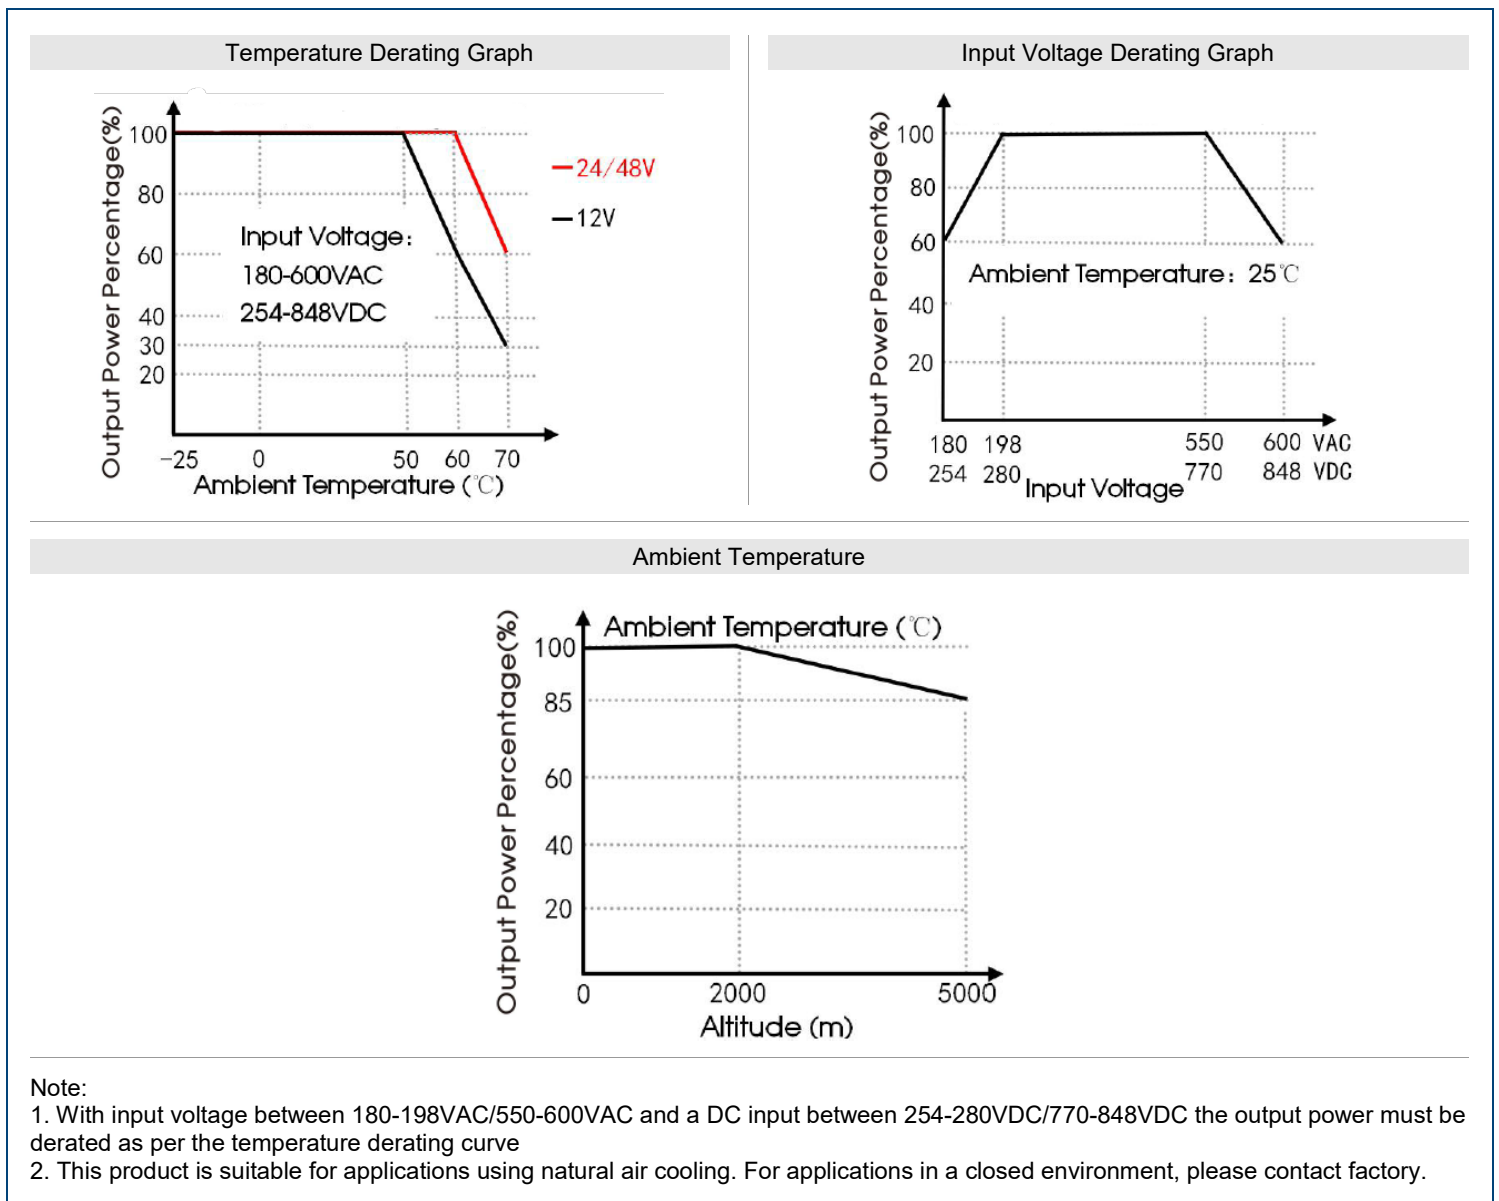 Temperature Derating Graph
Output Power Percentage(%)
100
80
60
40
30
20
Input Voltage:
180-600VAC
254-848VDC
24/48V
12V
-25 0 50 60 70
Ambient Temperature (℃)
Input Voltage Derating Graph
Output Power Percentage(%)
100
80
60
40
20
Ambient Temperature: 25℃
180 198 550 600 VAC
254 280 770 848 VDC
Input Voltage
Ambient Temperature
Output Power Percentage(%)
Ambient Temperature (℃)
100
85
60
40
20
0 2000 5000
Altitude (m)
Note:
1. With input voltage between 180-198VAC/550-600VAC and a DC input between 254-280VDC/770-848VDC the output power must be
derated as per the temperature derating curve
2. This product is suitable for applications using natural air cooling. For applications in a closed environment, please contact factory.